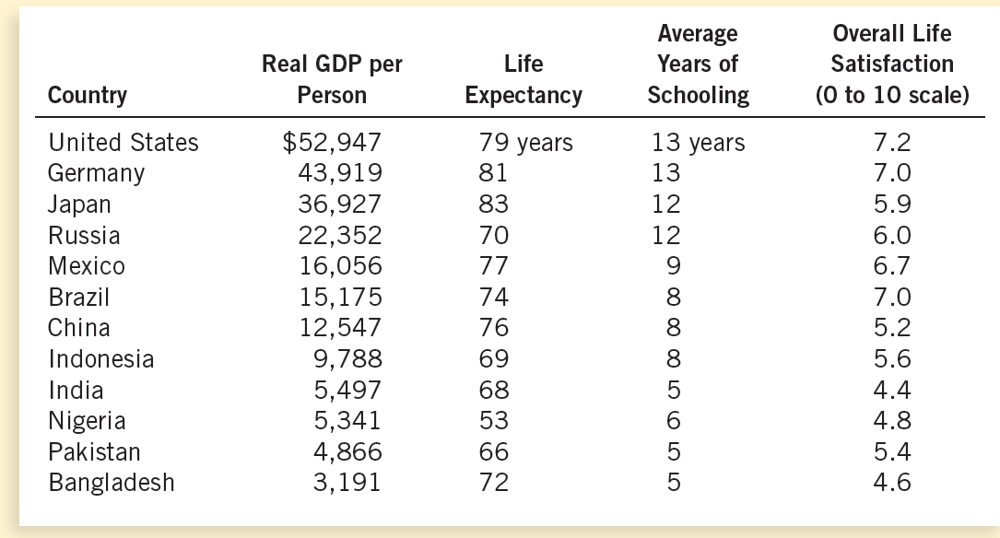 Country Real GDP per Person Life Expectancy Average Years of Schooling Overall Life Satisfaction (0 to 10 scale)
United States $52,947 79 years 13 years 7.2
Germany 43,919 81 13 7.0
Japan 36,927 83 12 5.9
Russia 22,352 70 12 6.0
Mexico 16,056 77 9 6.7
Brazil 15,175 74 8 7.0
China 12,547 76 8 5.2
Indonesia 9,788 69 8 5.6
India 5,497 68 5 4.4
Nigeria 5,341 53 6 4.8
Pakistan 4,866 66 5 5.4
Bangladesh 3,191 72 5 4.6